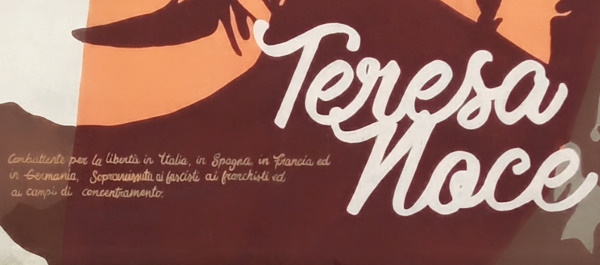 Teresa
Noce
Combattente per la libertà in Italia, in Spagna, in Francia ed
in Germania, Sopravvissuta ai fascisti ai franchisti ed
ai campi di concentramento.